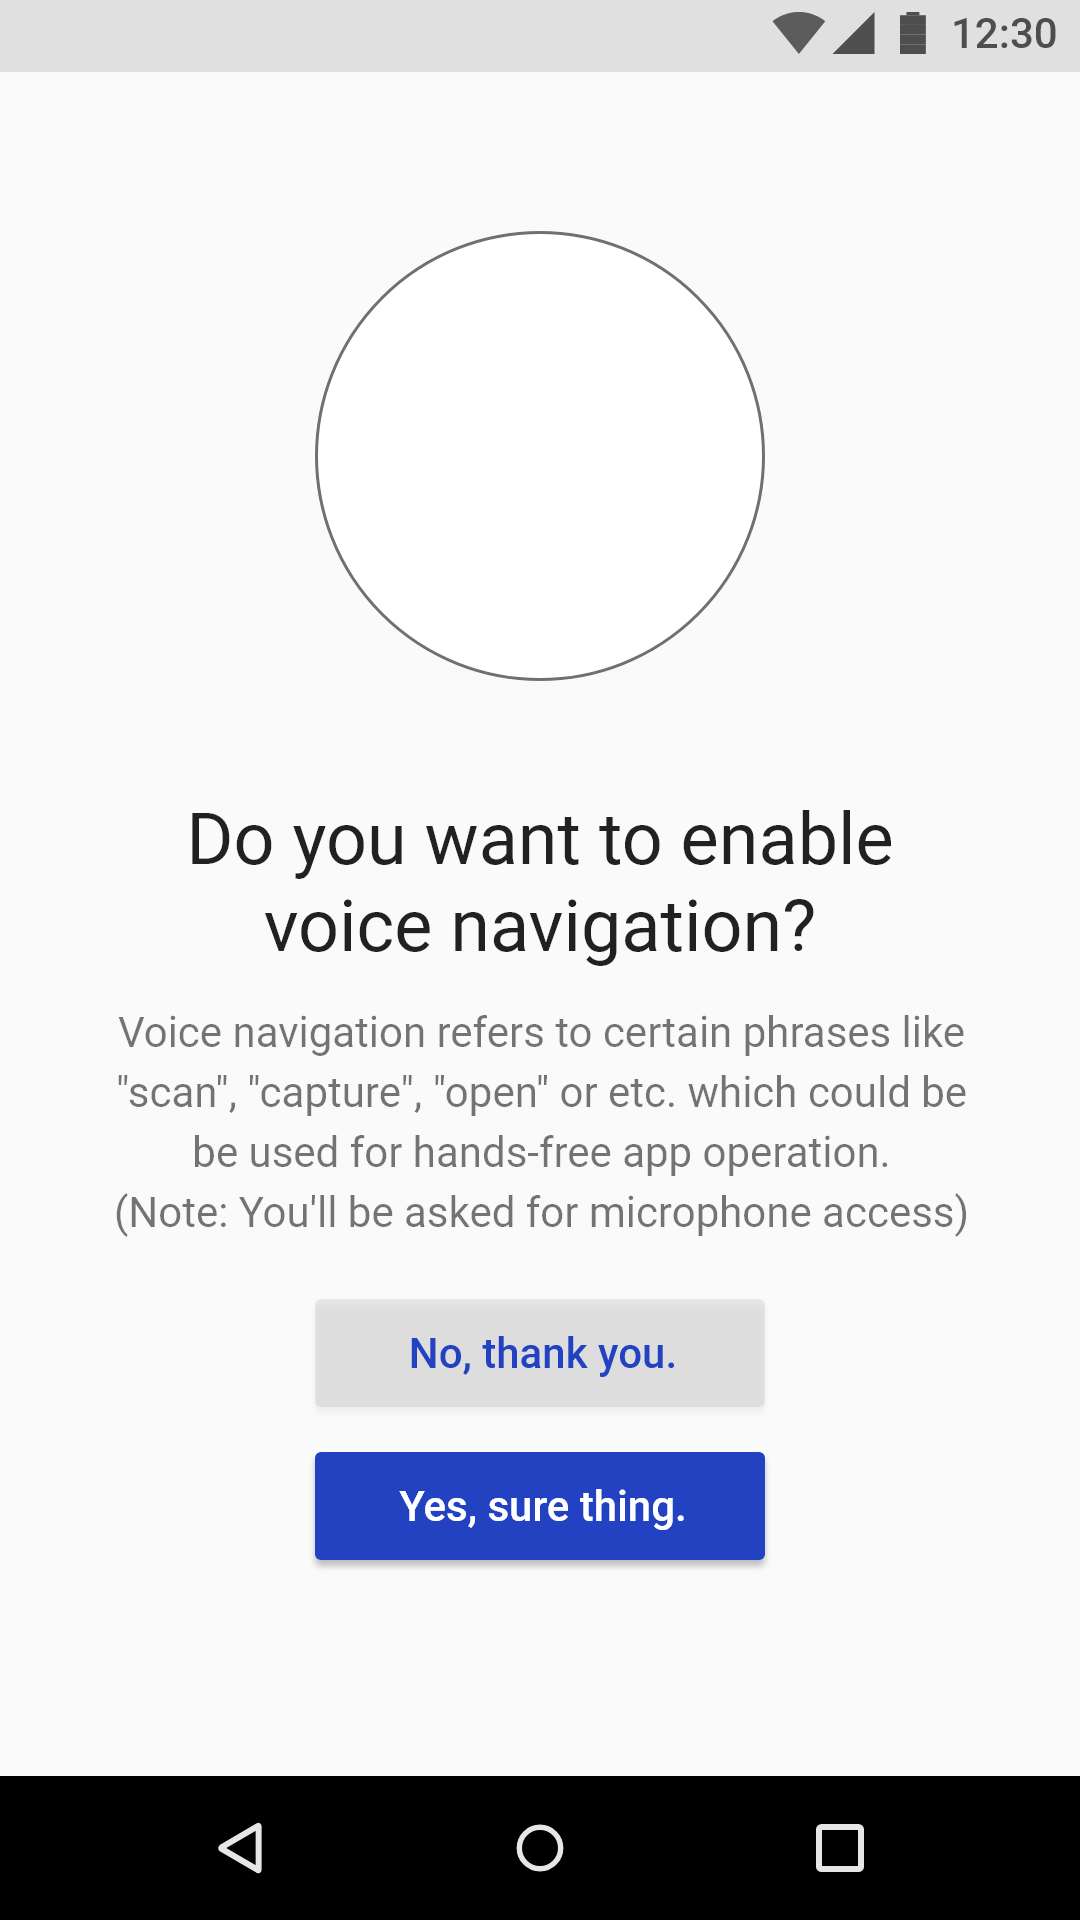 12:30
Do you want to enable
voice navigation?
Voice navigation refers to certain phrases like
"scan", "capture", "open" or etc. which could be
be used for hands-free app operation.
(Note: You'll be asked for microphone access)
No, thank you.
Yes, sure thing.